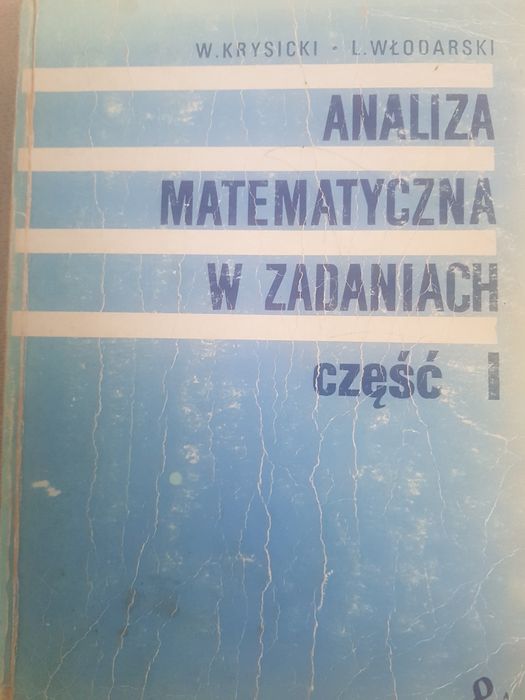 W. KRYSICKI · L. WŁODARSKI
ANALIZA
MATEMATYCZNA
W ZADANIACH
część I